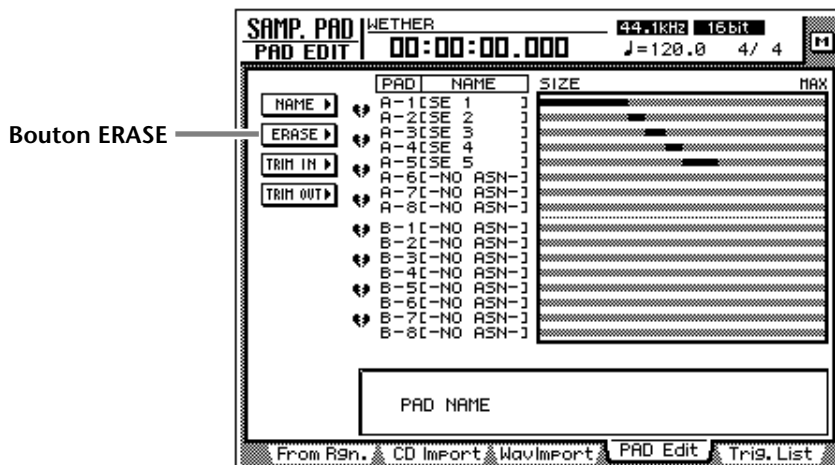 SAMP. PAD
PAD EDIT
WETHER
00:00:00.000
44.1kHz 16bit
♩=120.0 4/ 4
M
PAD NAME SIZE MAX
NAME
ERASE
TRIM IN
TRIM OUT
Bouton ERASE
A-1[SE 1 ]
A-2[SE 2 ]
A-3[SE 3 ]
A-4[SE 4 ]
A-5[SE 5 ]
A-6[-NO ASN-]
A-7[-NO ASN-]
A-8[-NO ASN-]
B-1[-NO ASN-]
B-2[-NO ASN-]
B-3[-NO ASN-]
B-4[-NO ASN-]
B-5[-NO ASN-]
B-6[-NO ASN-]
B-7[-NO ASN-]
B-8[-NO ASN-]
PAD NAME
From Rgn. CD Import WavImport PAD Edit Trig. List